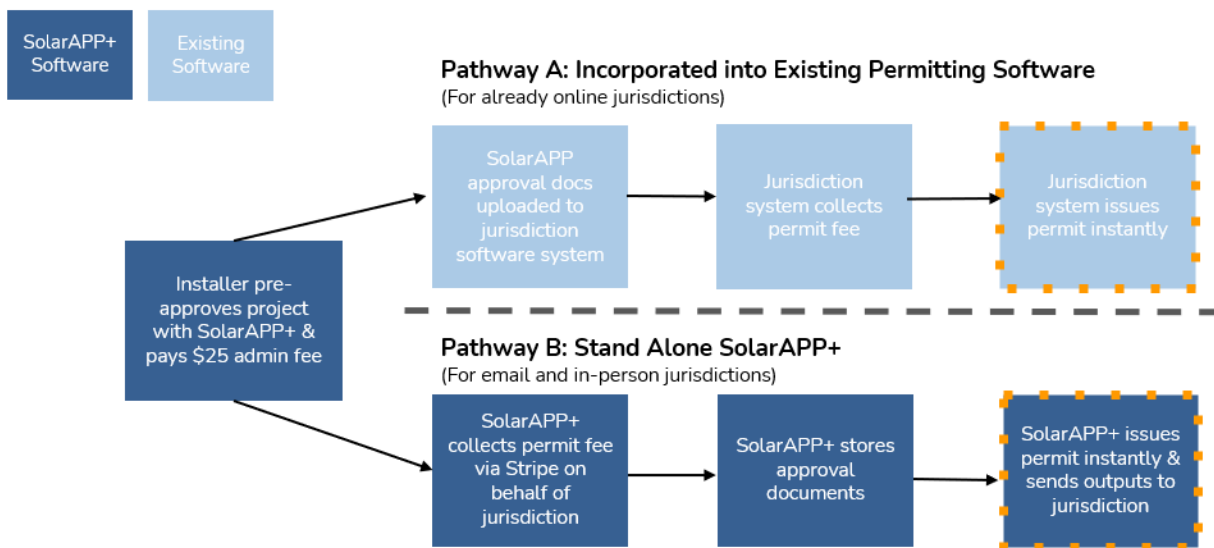 SolarAPP+
Software
Existing
Software
Pathway A: Incorporated into Existing Permitting Software
(For already online jurisdictions)
SolarAPP
approval docs
uploaded to
jurisdiction
software system
Jurisdiction
system collects
permit fee
Jurisdiction
system issues
permit instantly
Installer pre-
approves project
with SolarAPP+ &
pays $25 admin fee
Pathway B: Stand Alone SolarAPP+
(For email and in-person jurisdictions)
SolarAPP+
collects permit fee
via Stripe on
behalf of
jurisdiction
SolarAPP+ stores
approval
documents
SolarAPP+ issues
permit instantly &
sends outputs to
jurisdiction